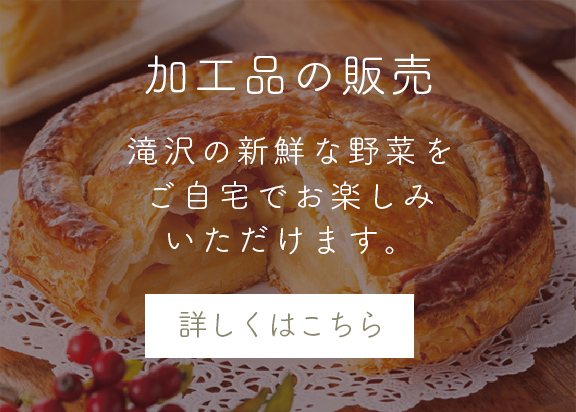 加工品の販売
滝沢の新鮮な野菜を
ご自宅でお楽しみ
いただけます。
詳しくはこちら